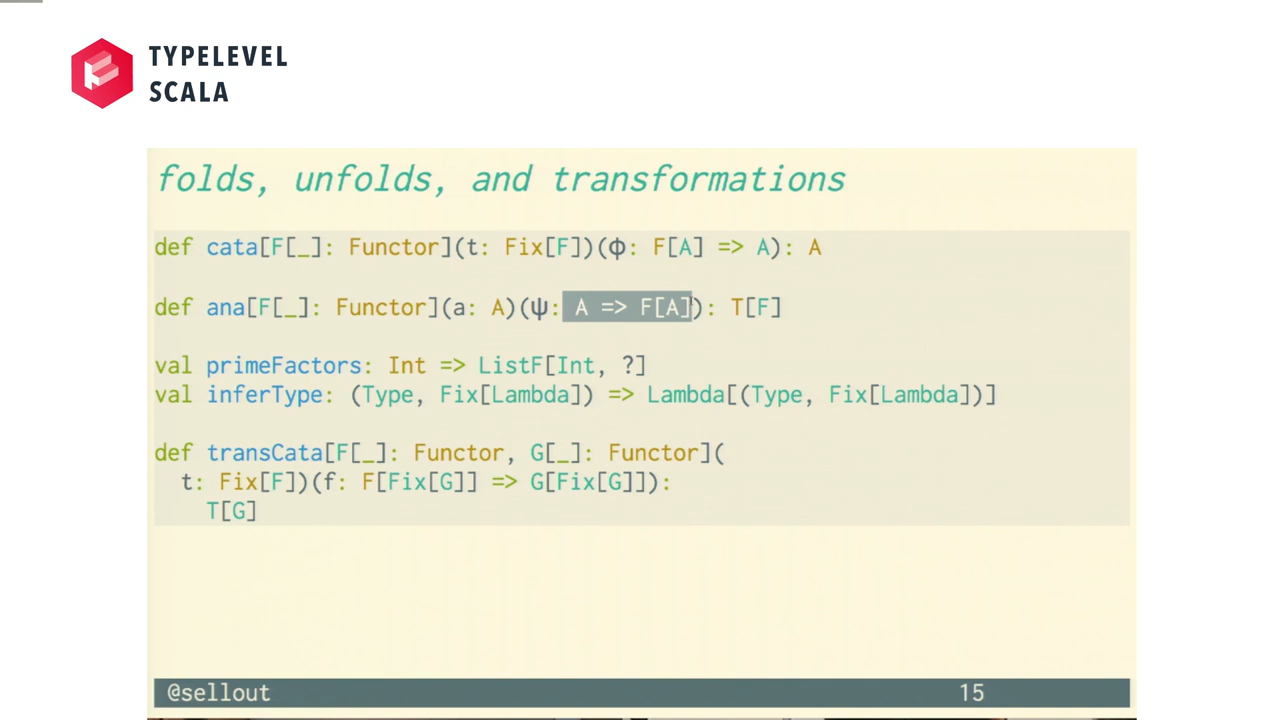 TYPELEVEL
SCALA
folds, unfolds, and transformations
def cata[F[_]: Functor](t: Fix[F])(φ: F[A] => A): A
def ana[F[_]: Functor](a: A)(ψ: A => F[A]): T[F]
val primeFactors: Int => ListF[Int, ?]
val inferType: (Type, Fix[Lambda]) => Lambda[(Type, Fix[Lambda])]
def transCata[F[_]: Functor, G[_]: Functor](
t: Fix[F])(f: F[Fix[G]] => G[Fix[G]]):
T[G]
@sellout 15